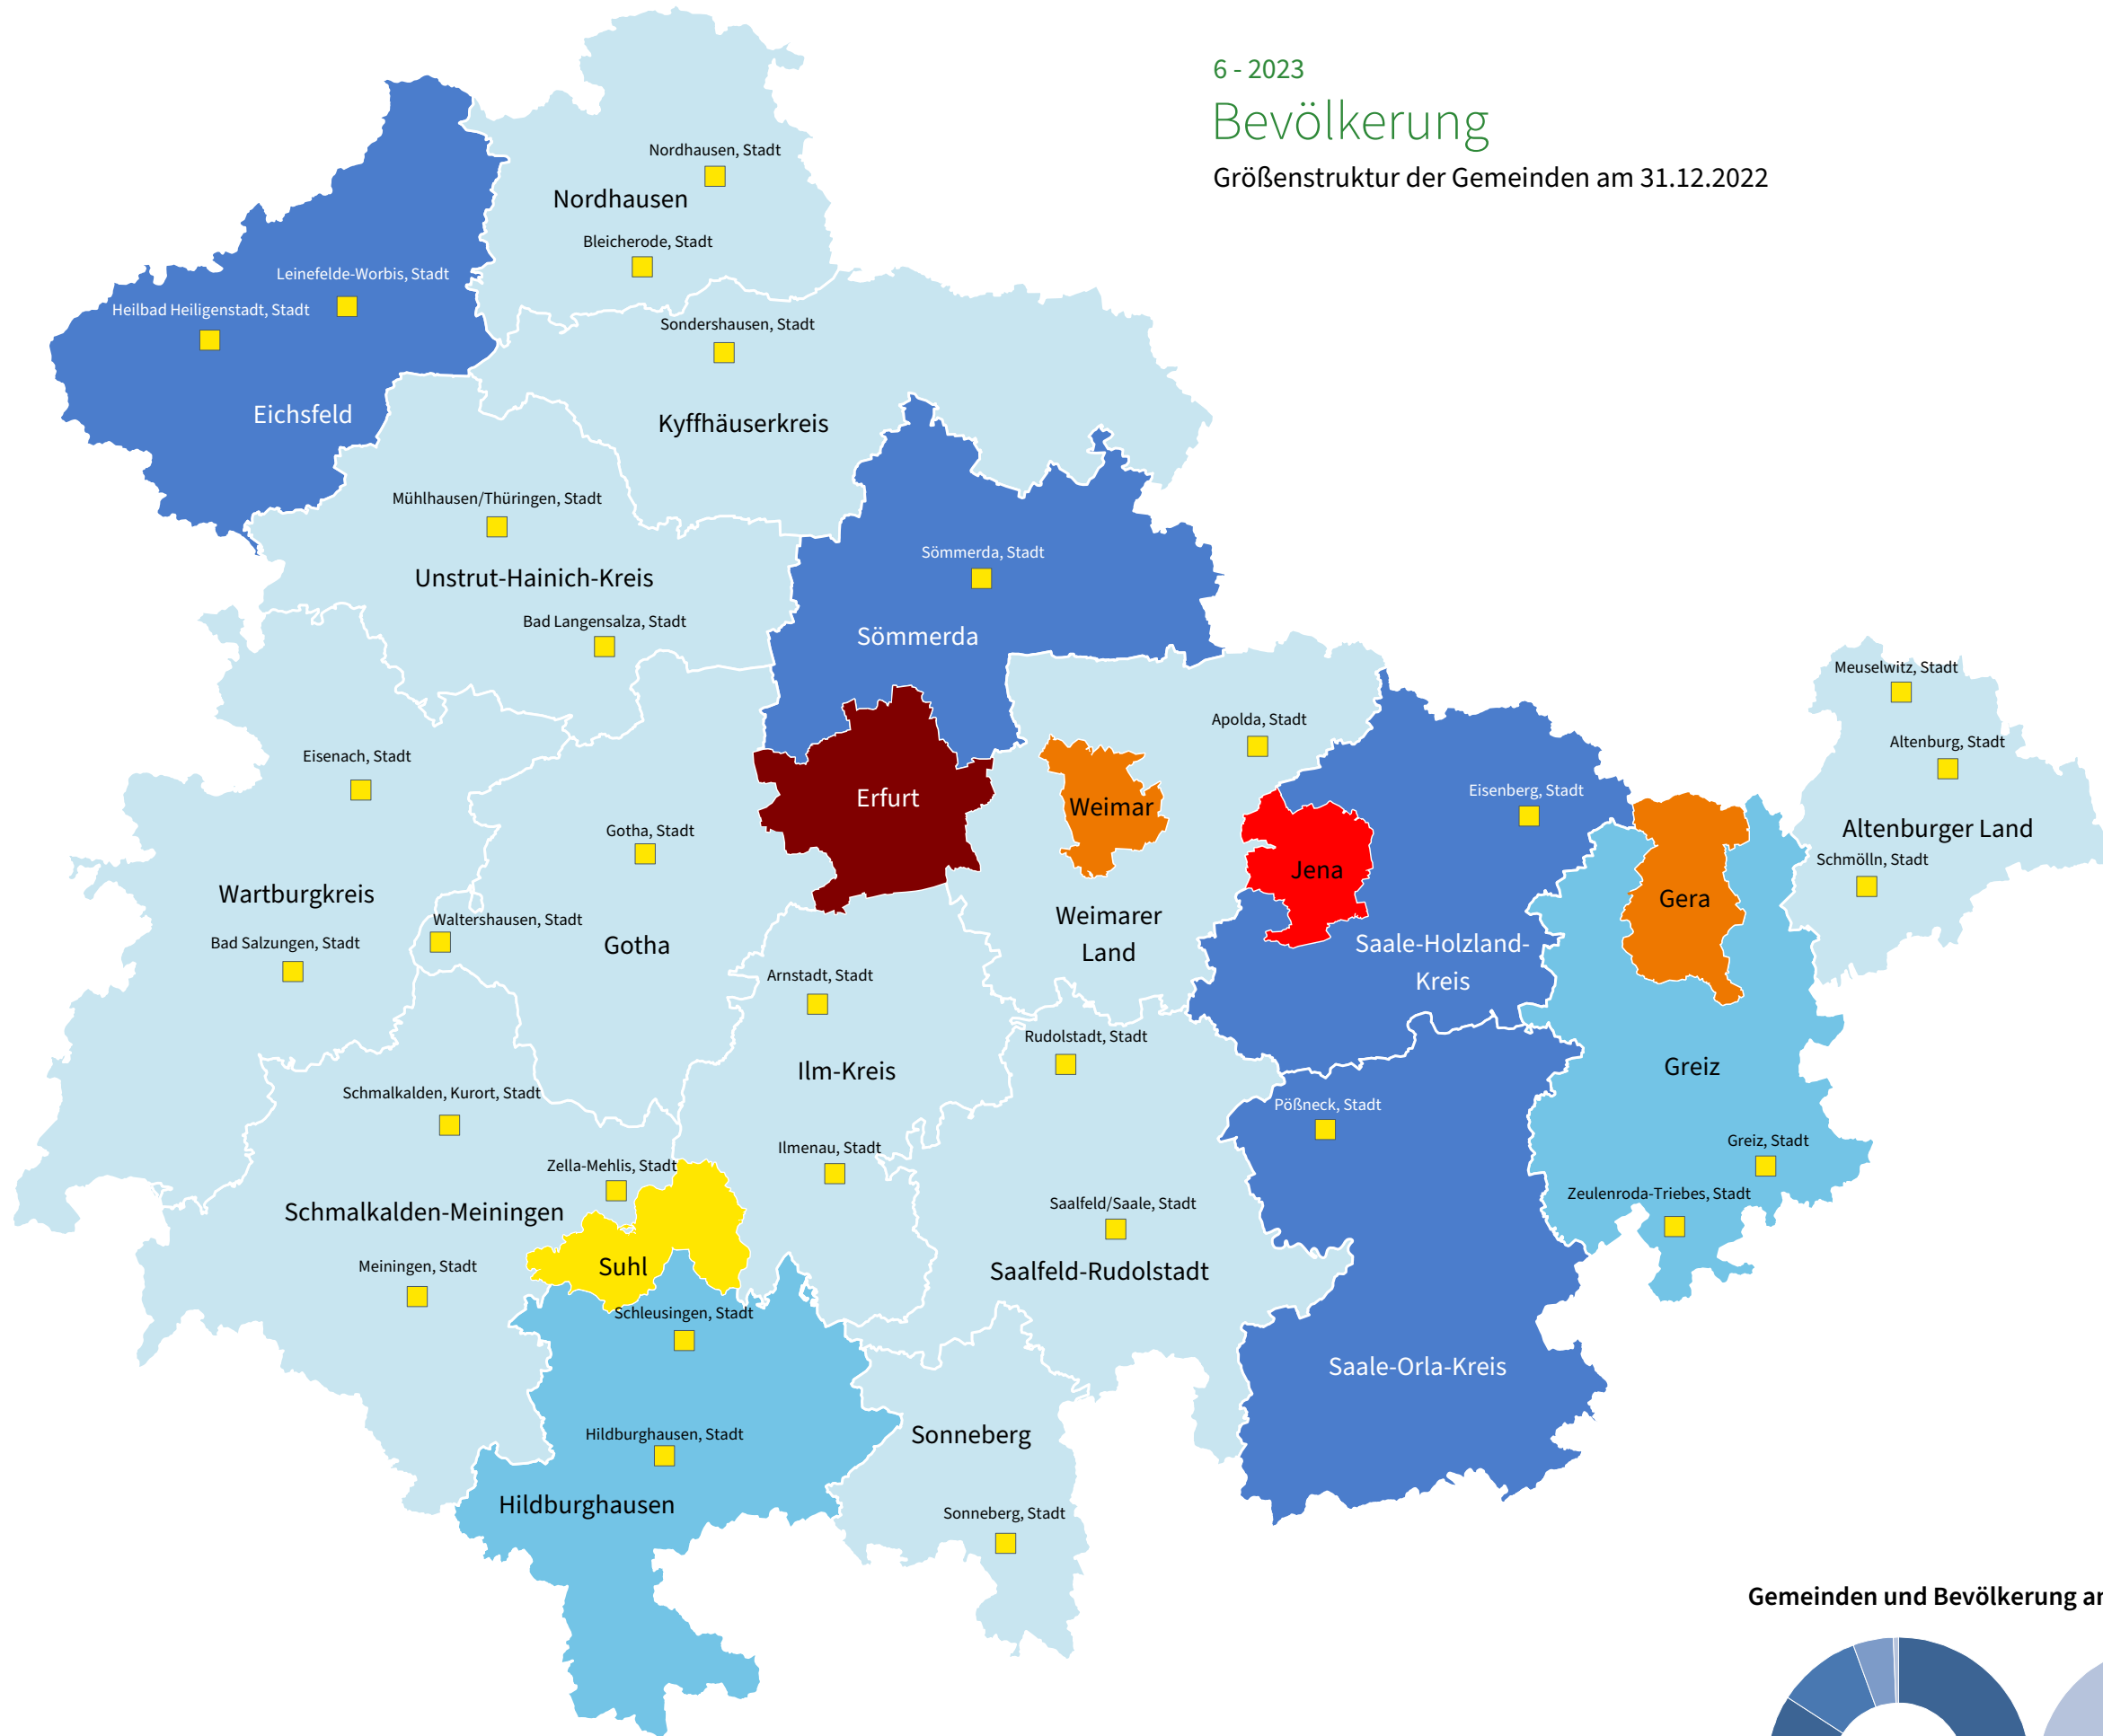 6 - 2023
Bevölkerung
Größenstruktur der Gemeinden am 31.12.2022
Nordhausen, Stadt
Nordhausen
Bleicherode, Stadt
Leinefelde-Worbis, Stadt
Heilbad Heiligenstadt, Stadt
Eichsfeld
Sondershausen, Stadt
Kyffhäuserkreis
Mühlhausen/Thüringen, Stadt
Unstrut-Hainich-Kreis
Bad Langensalza, Stadt
Sömmerda, Stadt
Sömmerda
Meuselwitz, Stadt
Altenburg, Stadt
Altenburger Land
Schmölln, Stadt
Apolda, Stadt
Eisenach, Stadt
Erfurt
Weimar
Eisenberg, Stadt
Gotha, Stadt
Jena
Gera
Wartburgkreis
Waltershausen, Stadt
Bad Salzungen, Stadt
Gotha
Weimarer
Land
Saale-Holzland-
Kreis
Arnstadt, Stadt
Rudolstadt, Stadt
Ilm-Kreis
Greiz
Schmalkalden, Kurort, Stadt
Pößneck, Stadt
Greiz, Stadt
Ilmenau, Stadt
Zella-Mehlis, Stadt
Zeulenroda-Triebes, Stadt
Schmalkalden-Meiningen
Saalfeld/Saale, Stadt
Suhl
Saalfeld-Rudolstadt
Meiningen, Stadt
Schleusingen, Stadt
Saale-Orla-Kreis
Hildburghausen, Stadt
Sonneberg
Hildburghausen
Sonneberg, Stadt
Gemeinden und Bevölkerung